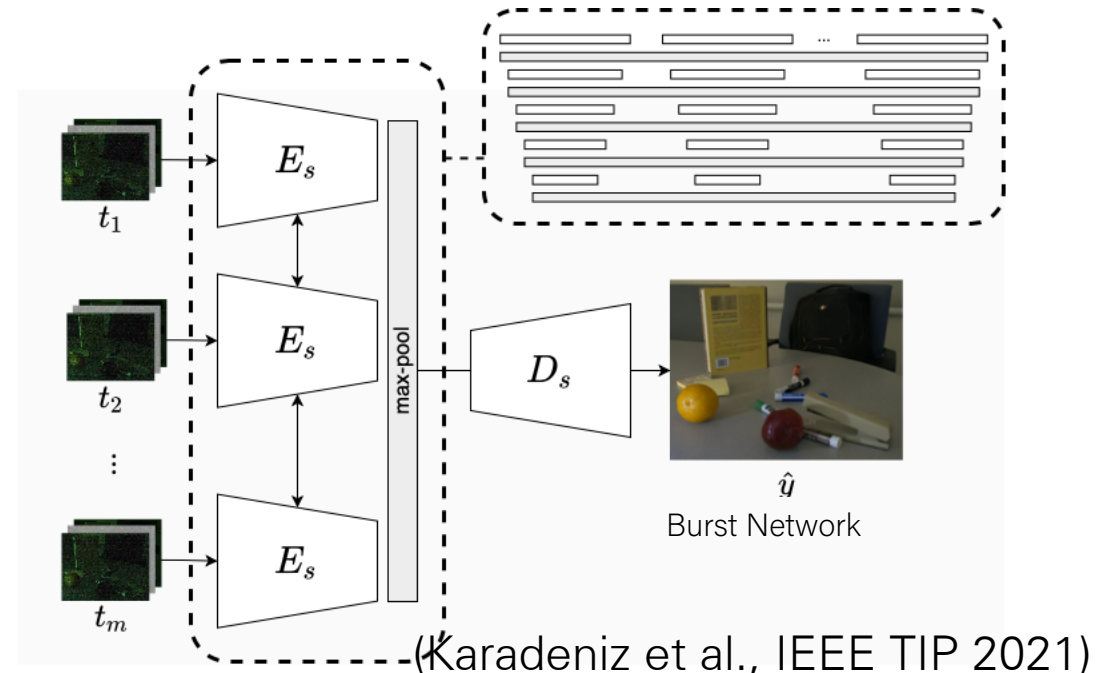 ...
E_s
t_1
E_s
t_2
max-pool
D_s
⋮
ŷ
Burst Network
E_s
t_m
(Karadeniz et al., IEEE TIP 2021)